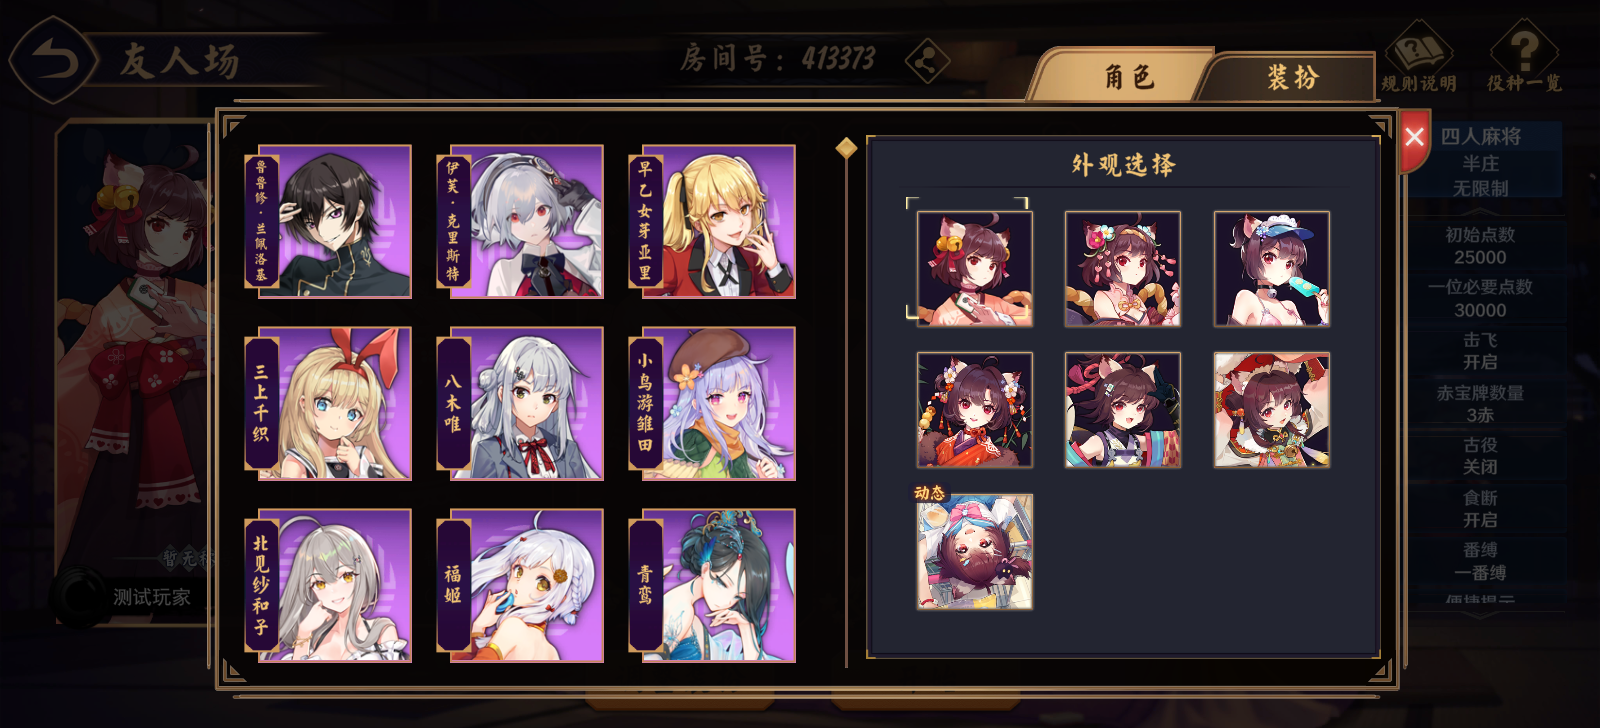 友人场
房间号：413373
角色
装扮
规则说明
役种一览
鲁鲁修·兰佩洛基
伊芙·克里斯特
早乙女芽亚里
三上千织
八木唯
小鸟游雏田
北见纱和子
福姬
青鸾
外观选择
动态
测试玩家
四人麻将
半庄
无限制
初始点数
25000
一位必要点数
30000
击飞
开启
赤宝牌数量
3赤
古役
关闭
食断
开启
番缚
一番缚
便捷提示